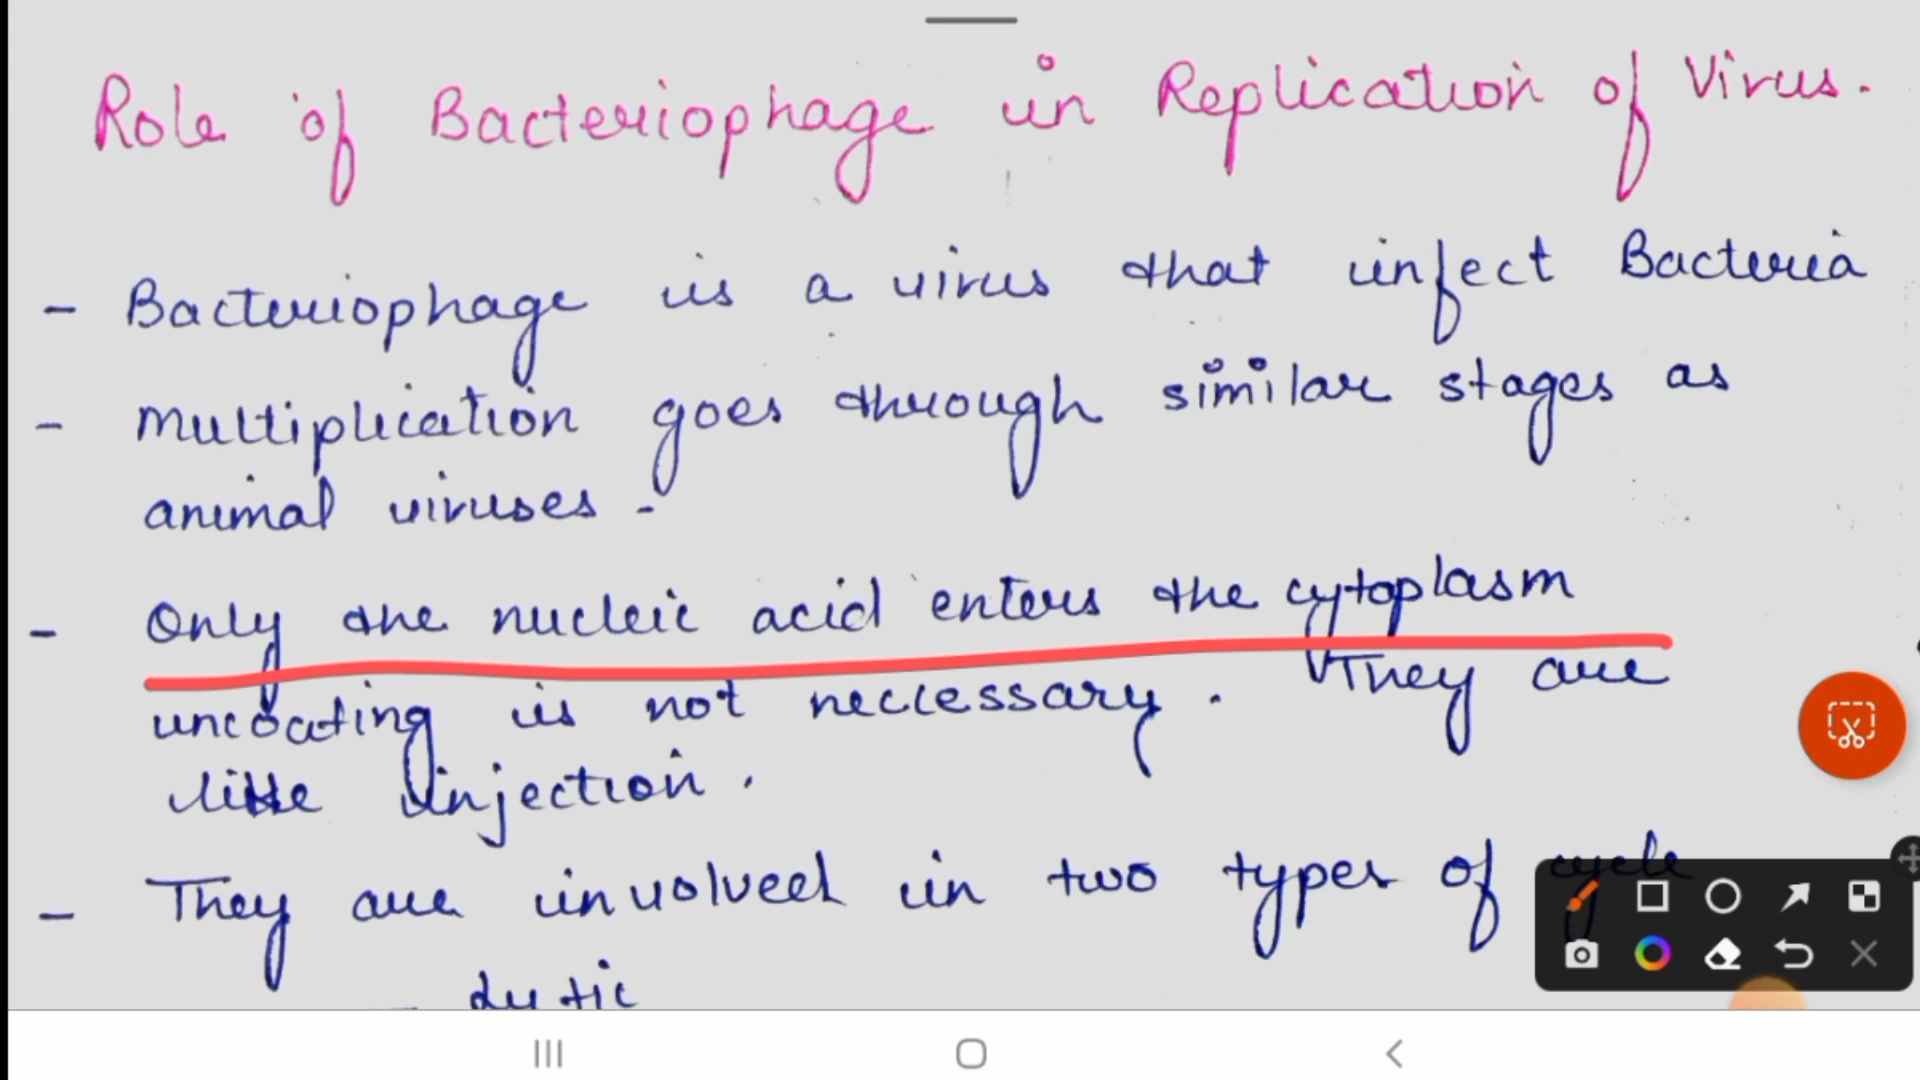 Role of Bacteriophage in Replication of Virus.
- Bacteriophage is a virus that infect Bacteria
- Multiplication goes through similar stages as
animal viruses.
- Only the nucleic acid enters the cytoplasm
uncoating is not neccessary. They are
like injection.
- They are involved in two types of cycle
- Lytic